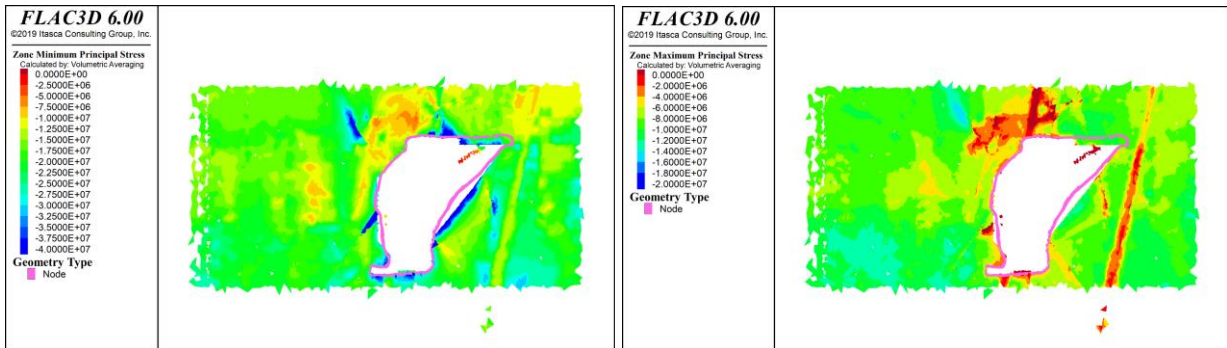 FLAC3D 6.00
©2019 Itasca Consulting Group, Inc.
Zone Minimum Principal Stress
Calculated by: Volumetric Averaging
0.0000E+00
-2.5000E+06
-5.0000E+06
-7.5000E+06
-1.0000E+07
-1.2500E+07
-1.5000E+07
-1.7500E+07
-2.0000E+07
-2.2500E+07
-2.5000E+07
-2.7500E+07
-3.0000E+07
-3.2500E+07
-3.5000E+07
-3.7500E+07
-4.0000E+07
Geometry Type
Node
FLAC3D 6.00
©2019 Itasca Consulting Group, Inc.
Zone Maximum Principal Stress
Calculated by: Volumetric Averaging
0.0000E+00
-2.0000E+06
-4.0000E+06
-6.0000E+06
-8.0000E+06
-1.0000E+07
-1.2000E+07
-1.4000E+07
-1.6000E+07
-1.8000E+07
-2.0000E+07
Geometry Type
Node